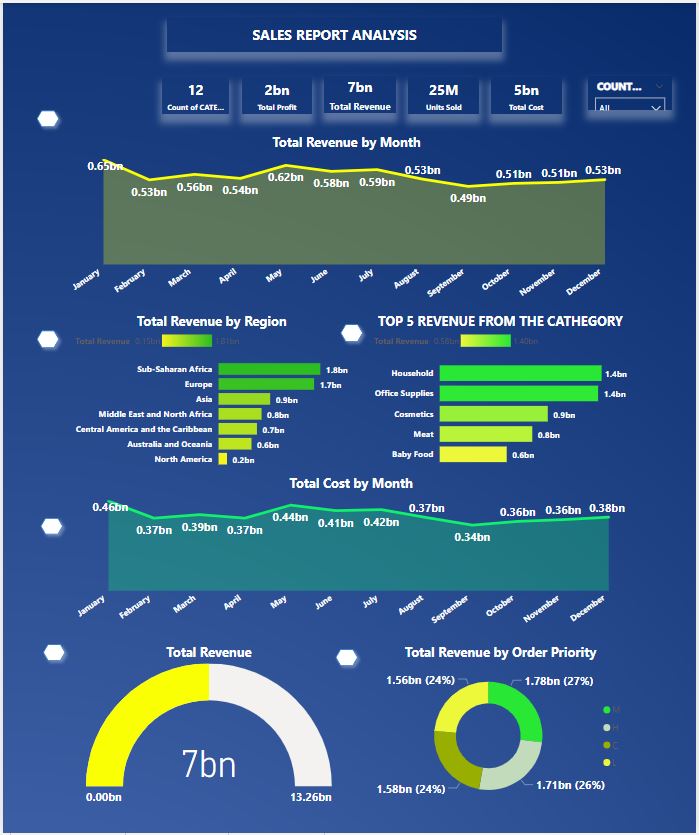 SALES REPORT ANALYSIS
12
Count of CATE...
2bn
Total Profit
7bn
Total Revenue
25M
Units Sold
5bn
Total Cost
COUNT...
All
Total Revenue by Month
0.65bn
0.53bn
0.56bn
0.54bn
0.62bn
0.58bn
0.59bn
0.53bn
0.49bn
0.51bn
0.51bn
0.53bn
January
February
March
April
May
June
July
August
September
October
November
December
Total Revenue by Region
Total Revenue 0.15bn 1.81bn
Sub-Saharan Africa 1.8bn
Europe 1.7bn
Asia 0.9bn
Middle East and North Africa 0.8bn
Central America and the Caribbean 0.7bn
Australia and Oceania 0.6bn
North America 0.2bn
TOP 5 REVENUE FROM THE CATHEGORY
Total Revenue 0.58bn 1.40bn
Household 1.4bn
Office Supplies 1.4bn
Cosmetics 0.9bn
Meat 0.8bn
Baby Food 0.6bn
Total Cost by Month
0.46bn
0.37bn
0.39bn
0.37bn
0.44bn
0.41bn
0.42bn
0.37bn
0.34bn
0.36bn
0.36bn
0.38bn
January
February
March
April
May
June
July
August
September
October
November
December
Total Revenue
7bn
0.00bn
13.26bn
Total Revenue by Order Priority
1.56bn (24%)
1.78bn (27%)
1.58bn (24%)
1.71bn (26%)
M
H
C
L